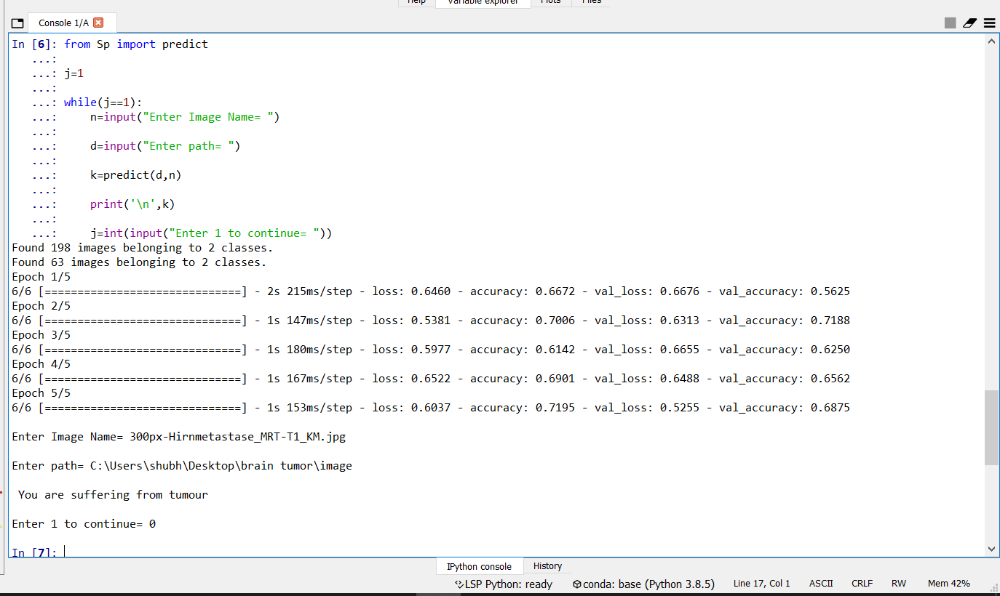 Help Variable explorer Plots Files
Console 1/A
In [6]: from Sp import predict
...:
...: j=1
...:
...: while(j==1):
...:     n=input("Enter Image Name= ")
...:
...:     d=input("Enter path= ")
...:
...:     k=predict(d,n)
...:
...:     print('\n',k)
...:
...:     j=int(input("Enter 1 to continue= "))
Found 198 images belonging to 2 classes.
Found 63 images belonging to 2 classes.
Epoch 1/5
6/6 [==============================] - 2s 215ms/step - loss: 0.6460 - accuracy: 0.6672 - val_loss: 0.6676 - val_accuracy: 0.5625
Epoch 2/5
6/6 [==============================] - 1s 147ms/step - loss: 0.5381 - accuracy: 0.7006 - val_loss: 0.6313 - val_accuracy: 0.7188
Epoch 3/5
6/6 [==============================] - 1s 180ms/step - loss: 0.5977 - accuracy: 0.6142 - val_loss: 0.6655 - val_accuracy: 0.6250
Epoch 4/5
6/6 [==============================] - 1s 167ms/step - loss: 0.6522 - accuracy: 0.6901 - val_loss: 0.6488 - val_accuracy: 0.6562
Epoch 5/5
6/6 [==============================] - 1s 153ms/step - loss: 0.6037 - accuracy: 0.7195 - val_loss: 0.5255 - val_accuracy: 0.6875
Enter Image Name= 300px-Hirnmetastase_MRT-T1_KM.jpg
Enter path= C:\Users\shubh\Desktop\brain tumor\image
You are suffering from tumour
Enter 1 to continue= 0
In [7]:
IPython console History
LSP Python: ready conda: base (Python 3.8.5) Line 17, Col 1 ASCII CRLF RW Mem 42%